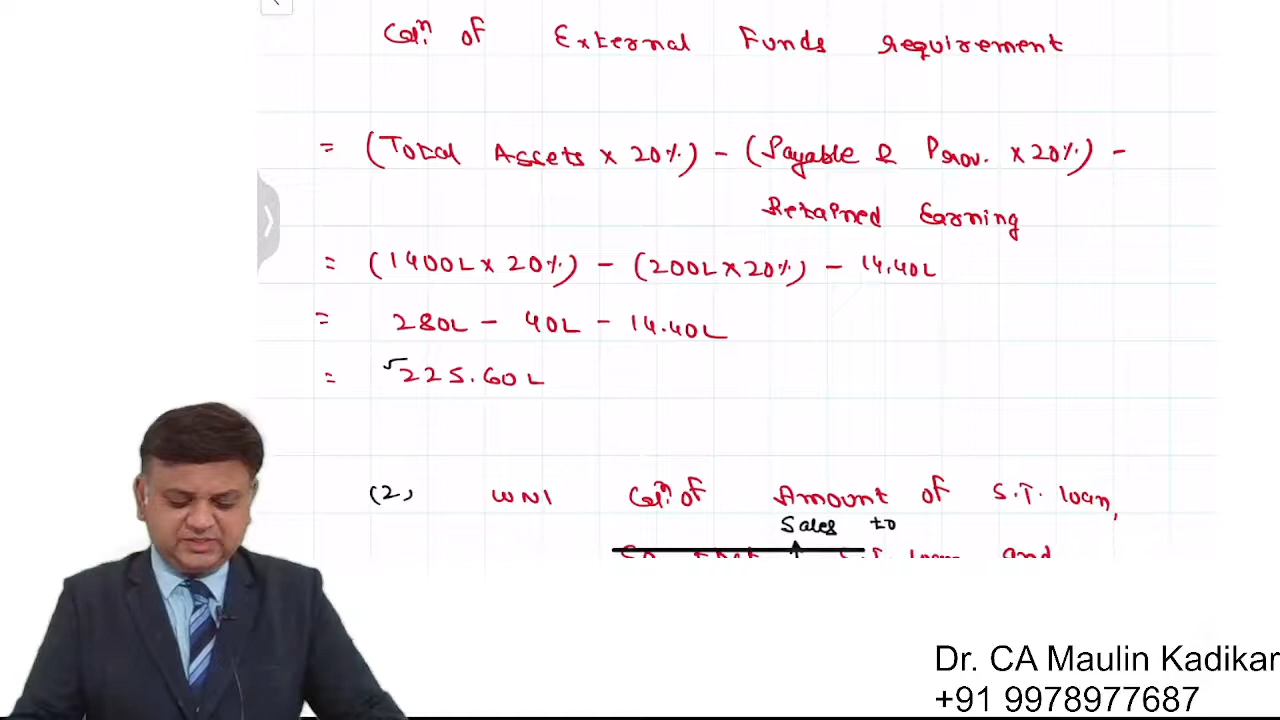 Calⁿ. of External Funds requirement
= (Total Assets x 20%) - (Payable & Prov. x 20%) -
Retained Earning
= (1400L x 20%) - (200L x 20%) - 14.40L
= 280L - 40L - 14.40L
= 225.60L
(2) WN1 Calⁿ. of Amount of S.T. loan,
Sales to
S.T. loan and
Dr. CA Maulin Kadikar
+91 9978977687